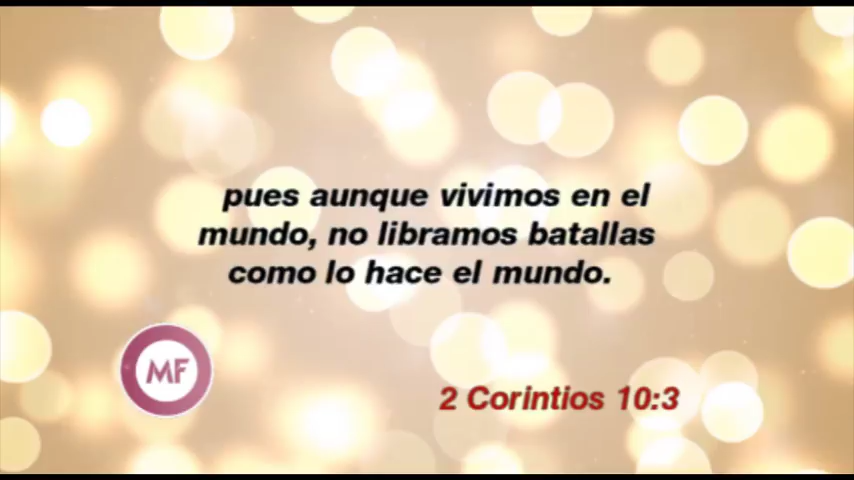 pues aunque vivimos en el
mundo, no libramos batallas
como lo hace el mundo.
MF
2 Corintios 10:3